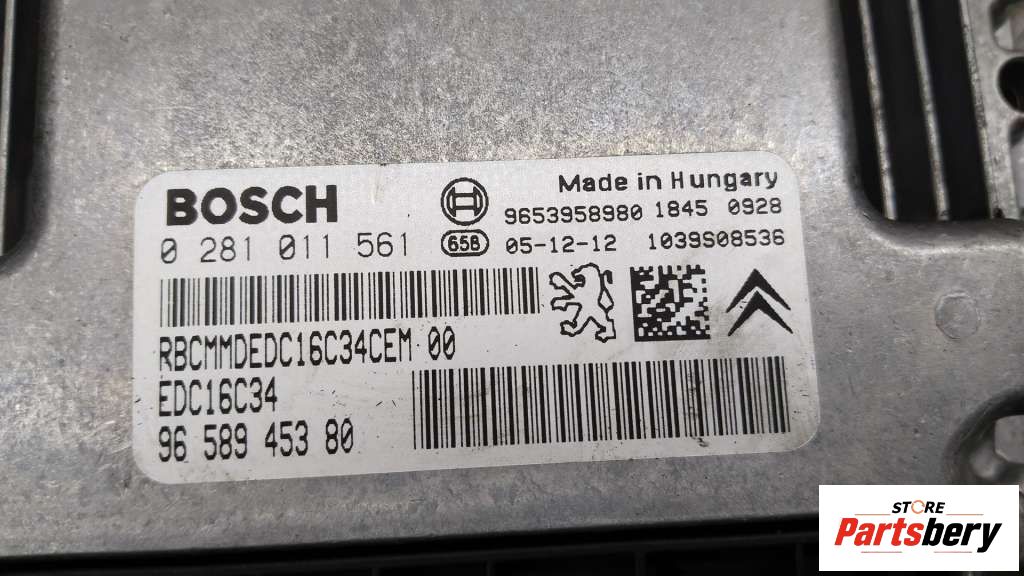 BOSCH
Made in Hungary
9653958980 1845 0928
0 281 011 561
658
05-12-12 1039S08536
RBCMMDEDC16C34CEM 00
EDC16C34
96 589 453 80
STORE
Partsbery